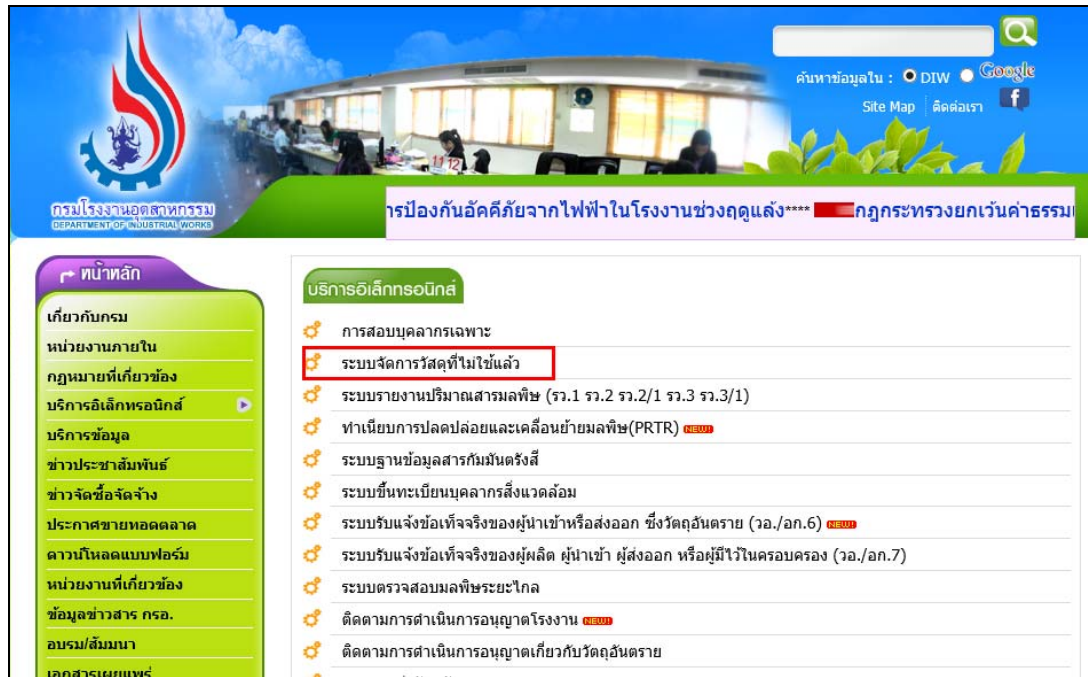 ค้นหาข้อมูลใน : DIW Google
Site Map ติดต่อเรา
11 12
กรมโรงงานอุตสาหกรรม
DEPARTMENT OF INDUSTRIAL WORKS
ารป้องกันอัคคีภัยจากไฟฟ้าในโรงงานช่วงฤดูแล้ง**** กฎกระทรวงยกเว้นค่าธรรม
หน้าหลัก
เกี่ยวกับกรม
หน่วยงานภายใน
กฎหมายที่เกี่ยวข้อง
บริการอิเล็กทรอนิกส์
บริการข้อมูล
ข่าวประชาสัมพันธ์
ข่าวจัดซื้อจัดจ้าง
ประกาศขายทอดตลาด
ดาวน์โหลดแบบฟอร์ม
หน่วยงานที่เกี่ยวข้อง
ข้อมูลข่าวสาร กรอ.
อบรม/สัมมนา
เอกสารเผยแพร่
บริการอิเล็กทรอนิกส์
การสอบบุคลากรเฉพาะ
ระบบจัดการวัสดุที่ไม่ใช้แล้ว
ระบบรายงานปริมาณสารมลพิษ (รว.1 รว.2 รว.2/1 รว.3 รว.3/1)
ทำเนียบการปลดปล่อยและเคลื่อนย้ายมลพิษ(PRTR) NEW!!
ระบบฐานข้อมูลสารกัมมันตรังสี
ระบบขึ้นทะเบียนบุคลากรสิ่งแวดล้อม
ระบบรับแจ้งข้อเท็จจริงของผู้นำเข้าหรือส่งออก ซึ่งวัตถุอันตราย (วอ./อก.6) NEW!!
ระบบรับแจ้งข้อเท็จจริงของผู้ผลิต ผู้นำเข้า ผู้ส่งออก หรือผู้มีไว้ในครอบครอง (วอ./อก.7)
ระบบตรวจสอบมลพิษระยะไกล
ติดตามการดำเนินการอนุญาตโรงงาน NEW!!
ติดตามการดำเนินการอนุญาตเกี่ยวกับวัตถุอันตราย